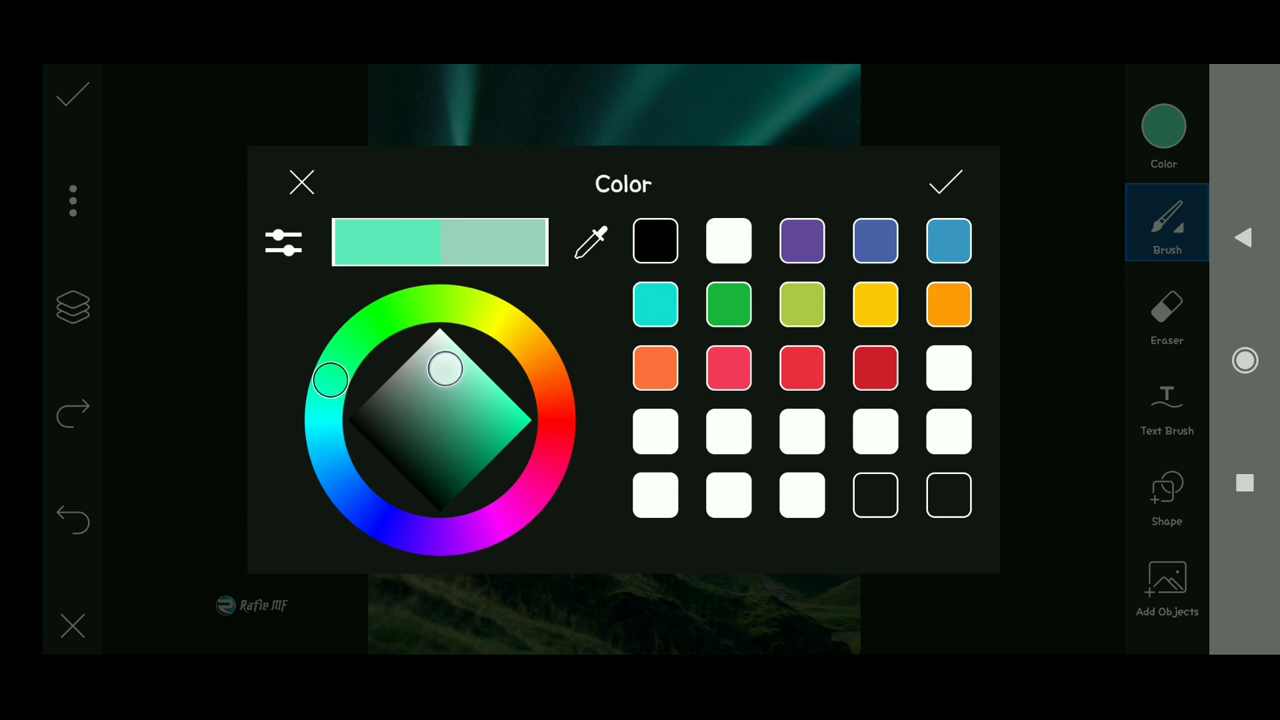 Color
Color
Brush
Eraser
Text Brush
Shape
Add Objects
Rafie MF